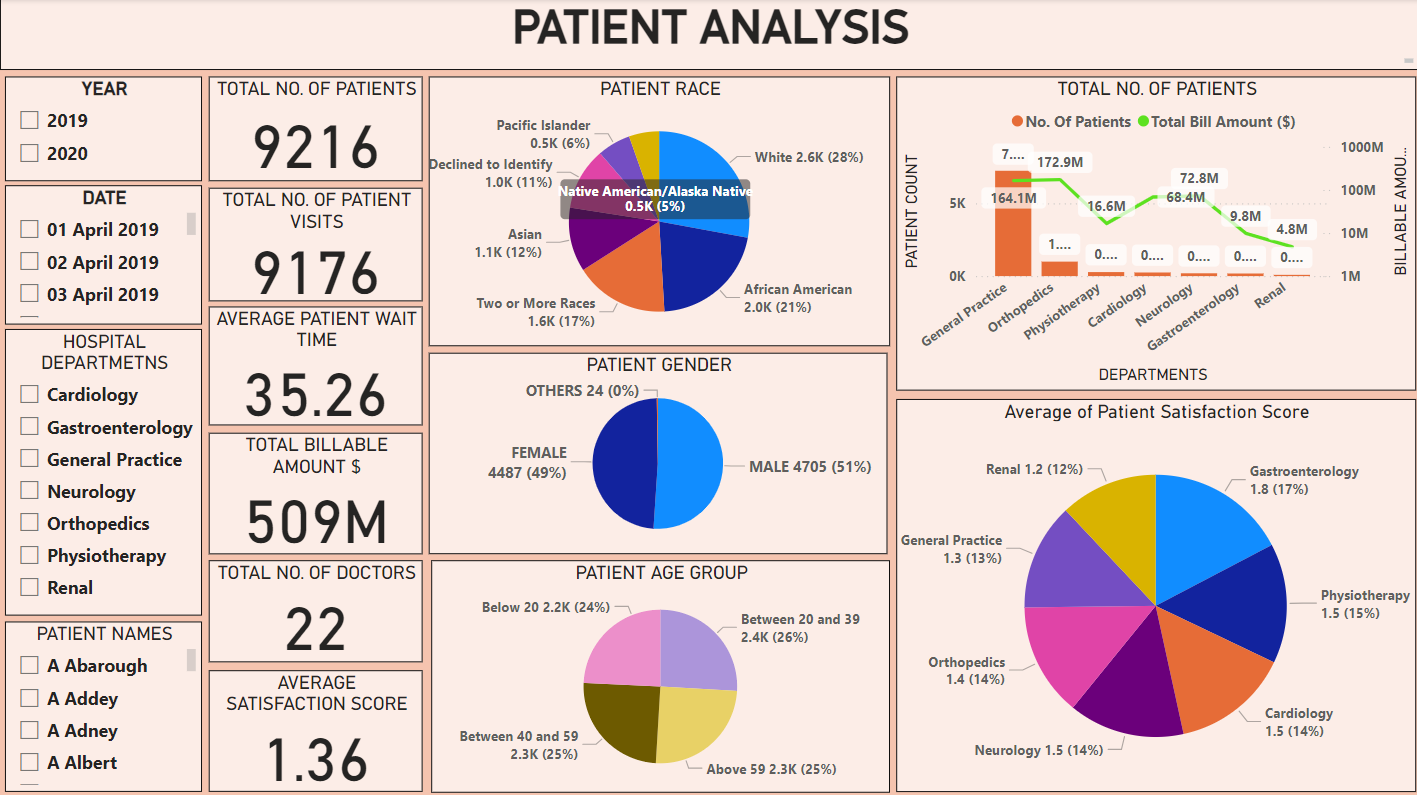 PATIENT ANALYSIS
YEAR
2019
2020
DATE
01 April 2019
02 April 2019
03 April 2019
HOSPITAL
DEPARTMETNS
Cardiology
Gastroenterology
General Practice
Neurology
Orthopedics
Physiotherapy
Renal
PATIENT NAMES
A Abarough
A Addey
A Adney
A Albert
TOTAL NO. OF PATIENTS
9216
TOTAL NO. OF PATIENT
VISITS
9176
AVERAGE PATIENT WAIT
TIME
35.26
TOTAL BILLABLE
AMOUNT $
509M
TOTAL NO. OF DOCTORS
22
AVERAGE
SATISFACTION SCORE
1.36
PATIENT RACE
Pacific Islander
0.5K (6%)
Declined to Identify
1.0K (11%)
White 2.6K (28%)
Native American/Alaska Native
0.5K (5%)
Asian
1.1K (12%)
African American
2.0K (21%)
Two or More Races
1.6K (17%)
PATIENT GENDER
OTHERS 24 (0%)
FEMALE
4487 (49%)
MALE 4705 (51%)
PATIENT AGE GROUP
Below 20 2.2K (24%)
Between 20 and 39
2.4K (26%)
Between 40 and 59
2.3K (25%)
Above 59 2.3K (25%)
TOTAL NO. OF PATIENTS
No. Of Patients Total Bill Amount ($)
PATIENT COUNT
5K
0K
7....
172.9M
164.1M
16.6M
72.8M
68.4M
9.8M
4.8M
1....
0....
0....
0....
0....
0....
1000M
100M
10M
1M
BILLABLE AMOU...
General Practice
Orthopedics
Physiotherapy
Cardiology
Neurology
Gastroenterology
Renal
DEPARTMENTS
Average of Patient Satisfaction Score
Renal 1.2 (12%)
Gastroenterology
1.8 (17%)
General Practice
1.3 (13%)
Physiotherapy
1.5 (15%)
Orthopedics
1.4 (14%)
Cardiology
1.5 (14%)
Neurology 1.5 (14%)